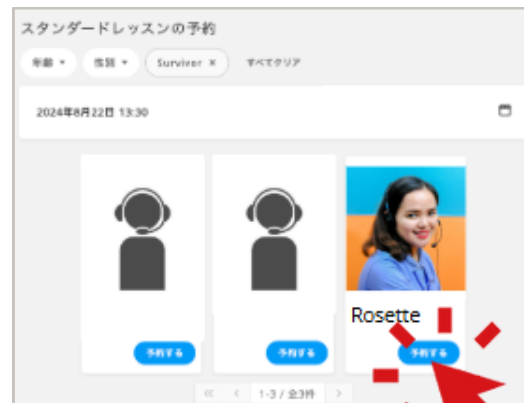 スタンダードレッスンの予約
年齢 性別 Survivor × すべてクリア
2024年8月22日 13:30
Rosette
予約する 予約する 予約する
1-3 / 全3件